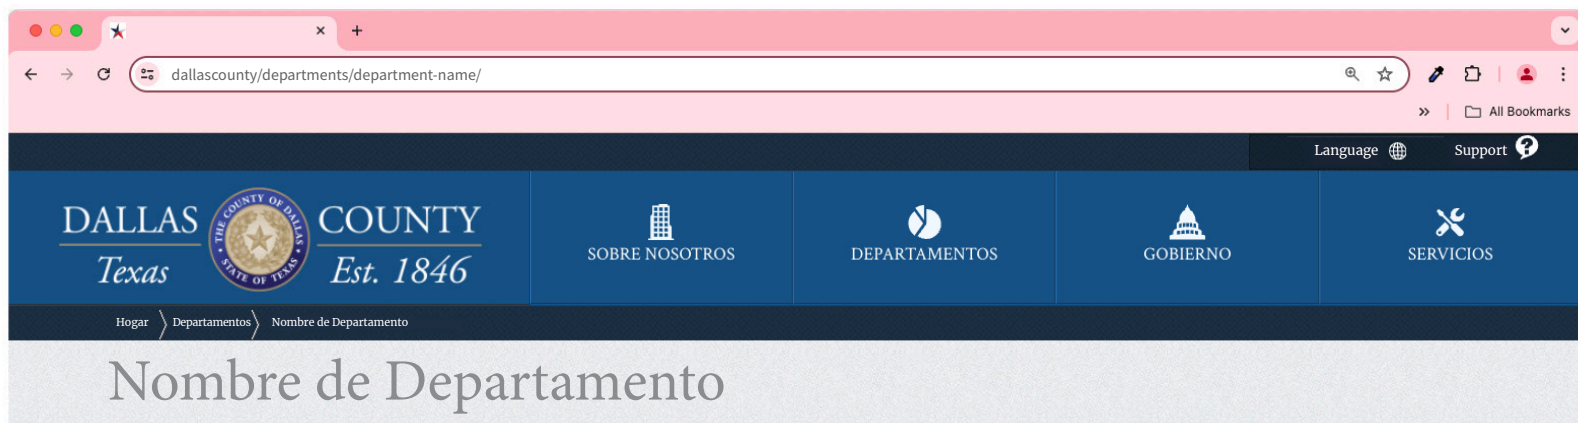 dallascounty/departments/department-name/
All Bookmarks
Language Support
DALLAS COUNTY
Texas Est. 1846
THE COUNTY OF DALLAS
STATE OF TEXAS
SOBRE NOSOTROS DEPARTAMENTOS GOBIERNO SERVICIOS
Hogar Departamentos Nombre de Departamento
Nombre de Departamento